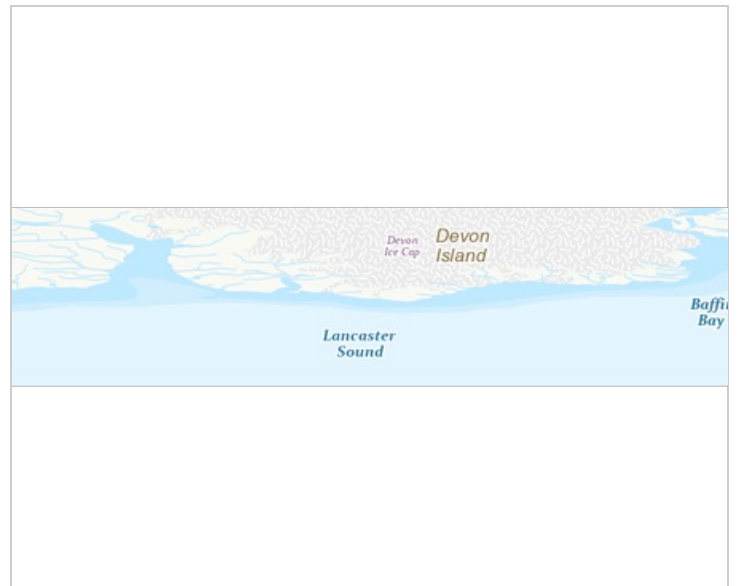 Devon
Ice Cap
Devon
Island
Baffi
Bay
Lancaster
Sound